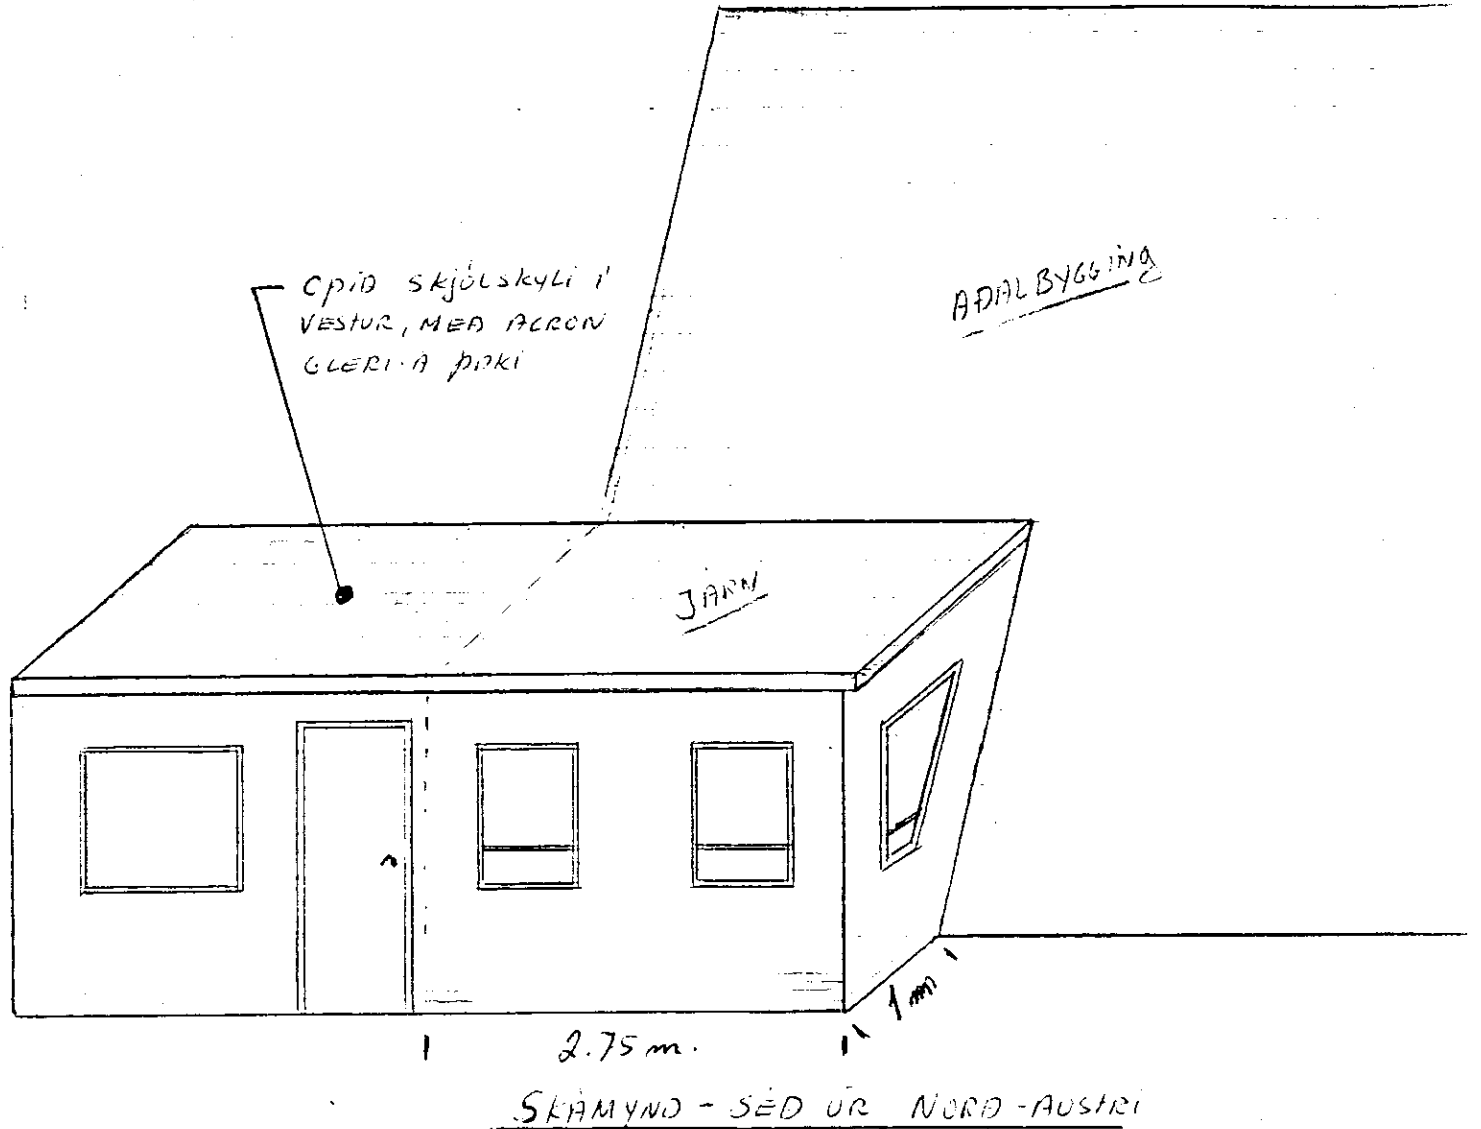 OPIÐ SKJÓLSKYLI Í
VESTUR, MEÐ ACRON
GLERI Á ÞAKI
AÐALBYGGING
JÁRN
1 m
2.75 m.
SKÁMYND - SÉÐ ÚR NORÐ-AUSTRI